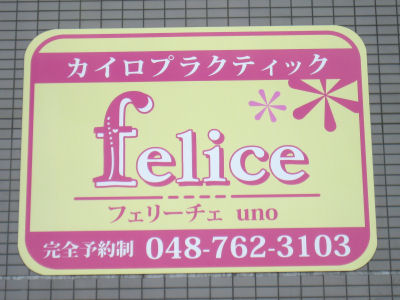 カイロプラクティック
felice
フェリーチェ uno
完全予約制 048-762-3103